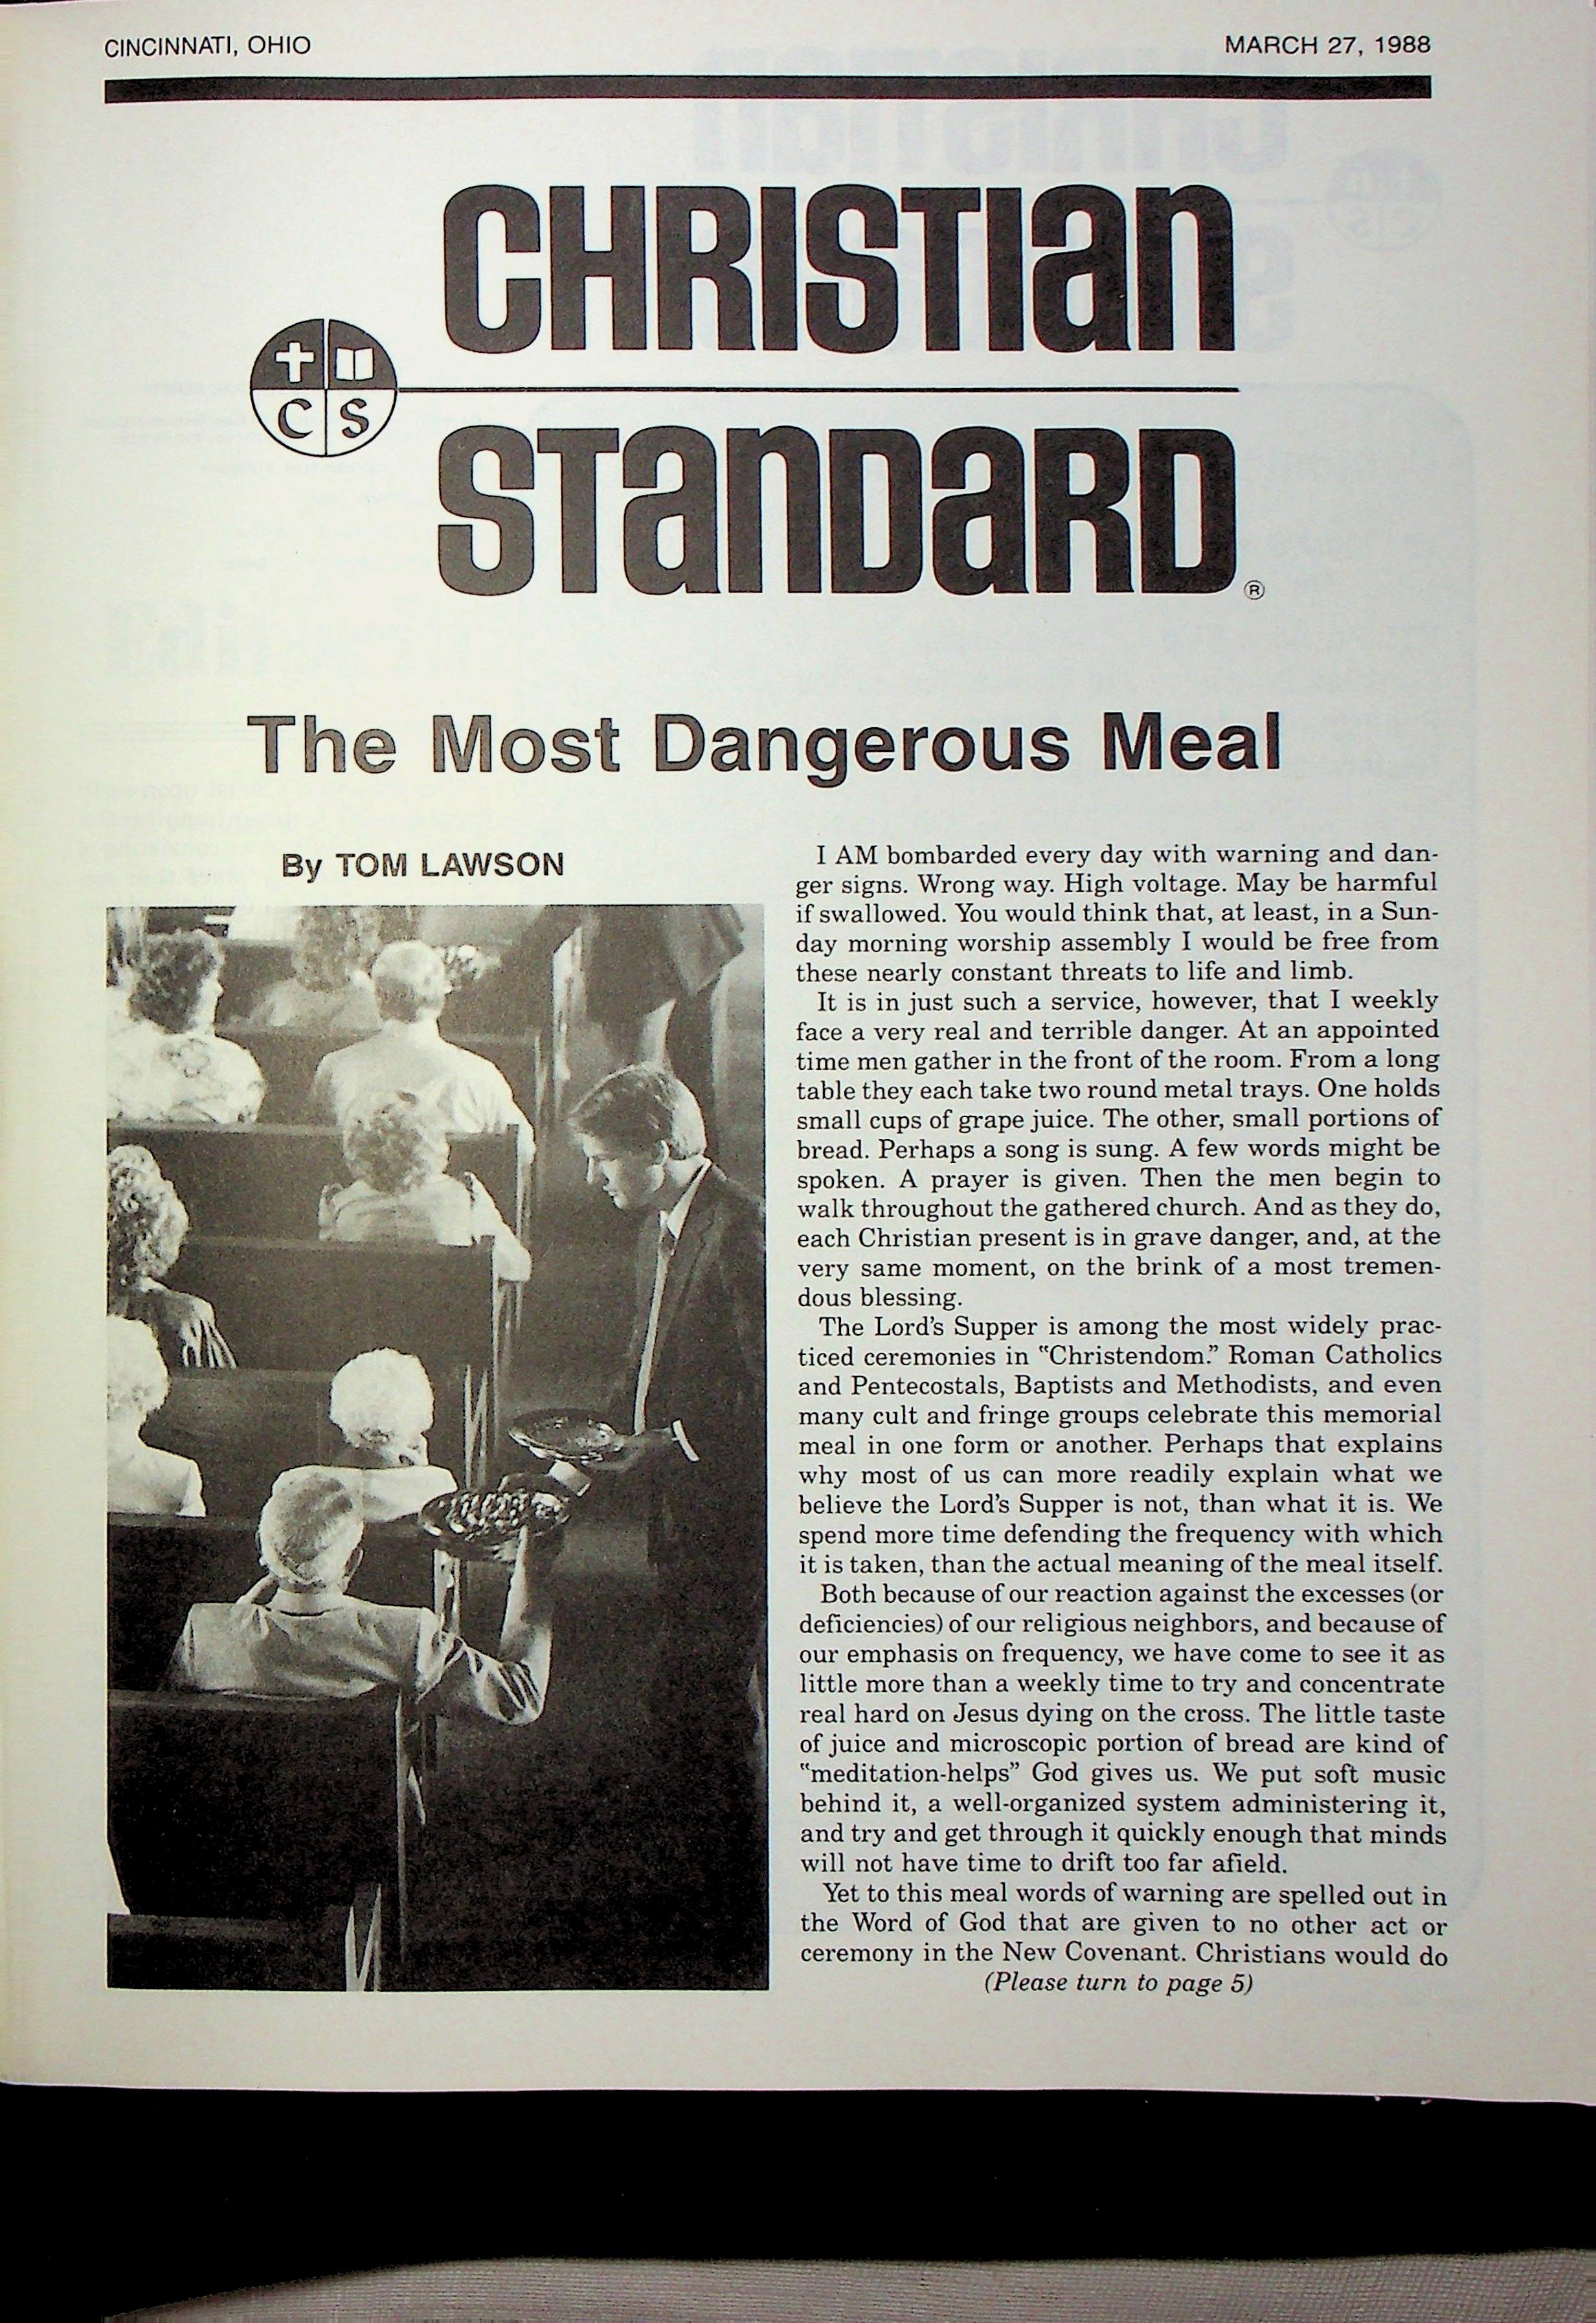 CINCINNATI, OHIO
MARCH 27, 1988
CHRISTIAN
C S
STANDARD®
The Most Dangerous Meal
By TOM LAWSON
I AM bombarded every day with warning and dan-
ger signs. Wrong way. High voltage. May be harmful
if swallowed. You would think that, at least, in a Sun-
day morning worship assembly I would be free from
these nearly constant threats to life and limb.
It is in just such a service, however, that I weekly
face a very real and terrible danger. At an appointed
time men gather in the front of the room. From a long
table they each take two round metal trays. One holds
small cups of grape juice. The other, small portions of
bread. Perhaps a song is sung. A few words might be
spoken. A prayer is given. Then the men begin to
walk throughout the gathered church. And as they do,
each Christian present is in grave danger, and, at the
very same moment, on the brink of a most tremen-
dous blessing.
The Lord's Supper is among the most widely prac-
ticed ceremonies in "Christendom." Roman Catholics
and Pentecostals, Baptists and Methodists, and even
many cult and fringe groups celebrate this memorial
meal in one form or another. Perhaps that explains
why most of us can more readily explain what we
believe the Lord's Supper is not, than what it is. We
spend more time defending the frequency with which
it is taken, than the actual meaning of the meal itself.
Both because of our reaction against the excesses (or
deficiencies) of our religious neighbors, and because of
our emphasis on frequency, we have come to see it as
little more than a weekly time to try and concentrate
real hard on Jesus dying on the cross. The little taste
of juice and microscopic portion of bread are kind of
"meditation-helps" God gives us. We put soft music
behind it, a well-organized system administering it,
and try and get through it quickly enough that minds
will not have time to drift too far afield.
Yet to this meal words of warning are spelled out in
the Word of God that are given to no other act or
ceremony in the New Covenant. Christians would do
(Please turn to page 5)